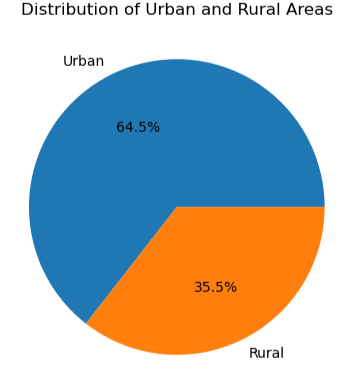 Distribution of Urban and Rural Areas
Urban
64.5%
35.5%
Rural